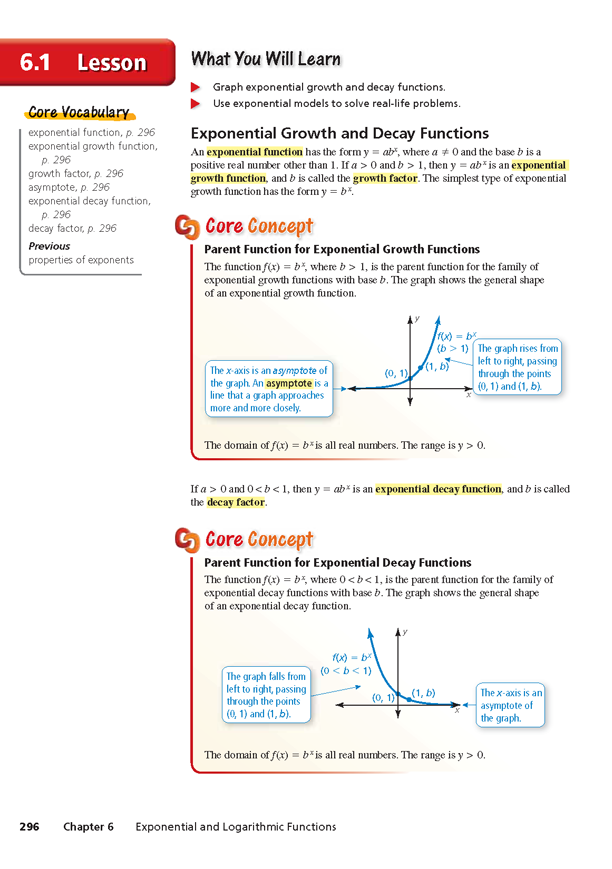 6.1 Lesson
What You Will Learn
Graph exponential growth and decay functions.
Use exponential models to solve real-life problems.
Core Vocabulary
exponential function, p. 296
exponential growth function,
p. 296
growth factor, p. 296
asymptote, p. 296
exponential decay function,
p. 296
decay factor, p. 296
Previous
properties of exponents
Exponential Growth and Decay Functions
An exponential function has the form y = abˣ, where a ≠ 0 and the base b is a
positive real number other than 1. If a > 0 and b > 1, then y = abˣ is an exponential
growth function, and b is called the growth factor. The simplest type of exponential
growth function has the form y = bˣ.
Core Concept
Parent Function for Exponential Growth Functions
The function f(x) = bˣ, where b > 1, is the parent function for the family of
exponential growth functions with base b. The graph shows the general shape
of an exponential growth function.
y
f(x) = bˣ
(b > 1)
The graph rises from
left to right, passing
through the points
(0, 1) and (1, b).
(1, b)
(0, 1)
x
The x-axis is an asymptote of
the graph. An asymptote is a
line that a graph approaches
more and more closely.
The domain of f(x) = bˣ is all real numbers. The range is y > 0.
If a > 0 and 0 < b < 1, then y = abˣ is an exponential decay function, and b is called
the decay factor.
Core Concept
Parent Function for Exponential Decay Functions
The function f(x) = bˣ, where 0 < b < 1, is the parent function for the family of
exponential decay functions with base b. The graph shows the general shape
of an exponential decay function.
y
f(x) = bˣ
(0 < b < 1)
The graph falls from
left to right, passing
through the points
(0, 1) and (1, b).
(0, 1)
(1, b)
x
The x-axis is an
asymptote of
the graph.
The domain of f(x) = bˣ is all real numbers. The range is y > 0.
296 Chapter 6 Exponential and Logarithmic Functions